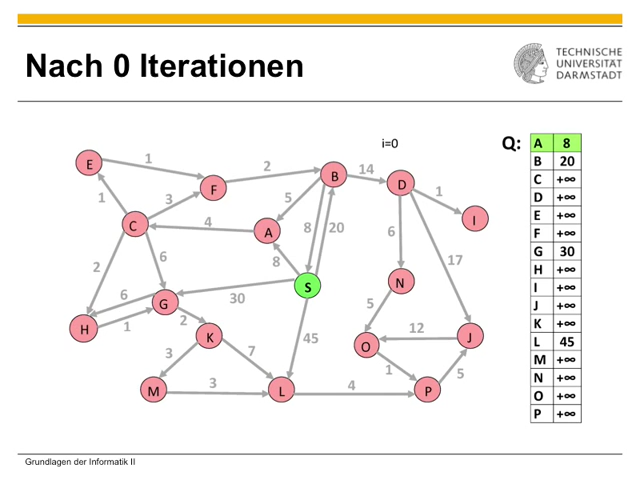 Nach 0 Iterationen
TECHNISCHE
UNIVERSITÄT
DARMSTADT
i=0
Q:
A 8
B 20
C +∞
D +∞
E +∞
F +∞
G 30
H +∞
I +∞
J +∞
K +∞
L 45
M +∞
N +∞
O +∞
P +∞
E
1
F
2
B
14
D
1
I
1
3
5
C
4
A
8
20
6
17
2
6
8
S
N
6
30
5
H
1
G
2
K
45
O
12
J
3
7
1
5
M
3
L
4
P
Grundlagen der Informatik II